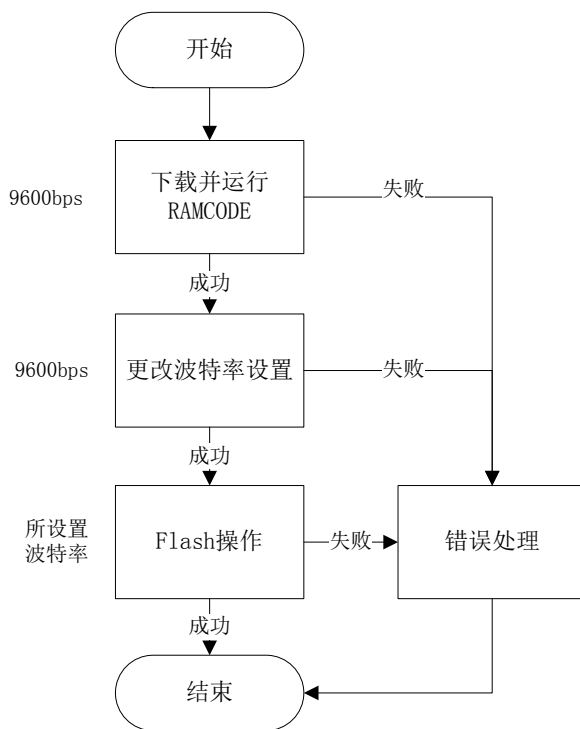 开始
9600bps
下载并运行
RAMCODE
失败
成功
9600bps
更改波特率设置
失败
成功
所设置
波特率
Flash操作
失败
错误处理
成功
结束